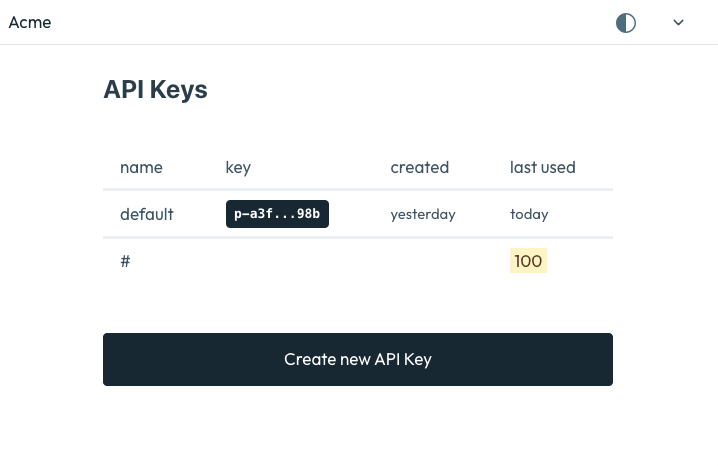 Acme
API Keys
name key created last used
default p-a3f...98b yesterday today
# 100
Create new API Key